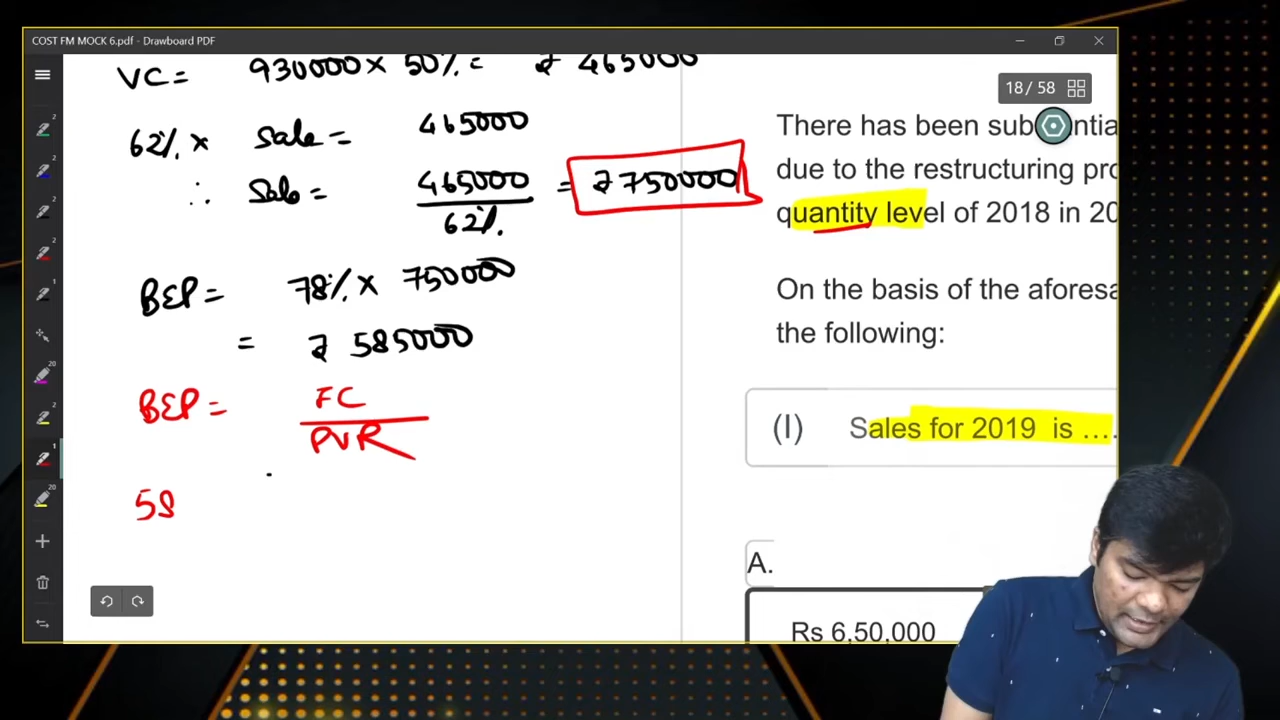 COST FM MOCK 6.pdf - Drawboard PDF
VC = 930000 x 50% = ₹ 465000
62% x Sale = 465000
∴ Sale = 465000 / 62% = ₹ 750000
BEP = 78% x 750000
= ₹ 585000
BEP = FC / PVR
58
18 / 58
There has been sub ntia
due to the restructuring pro
quantity level of 2018 in 20
On the basis of the aforesa
the following:
(I) Sales for 2019 is ….
A.
Rs 6,50,000